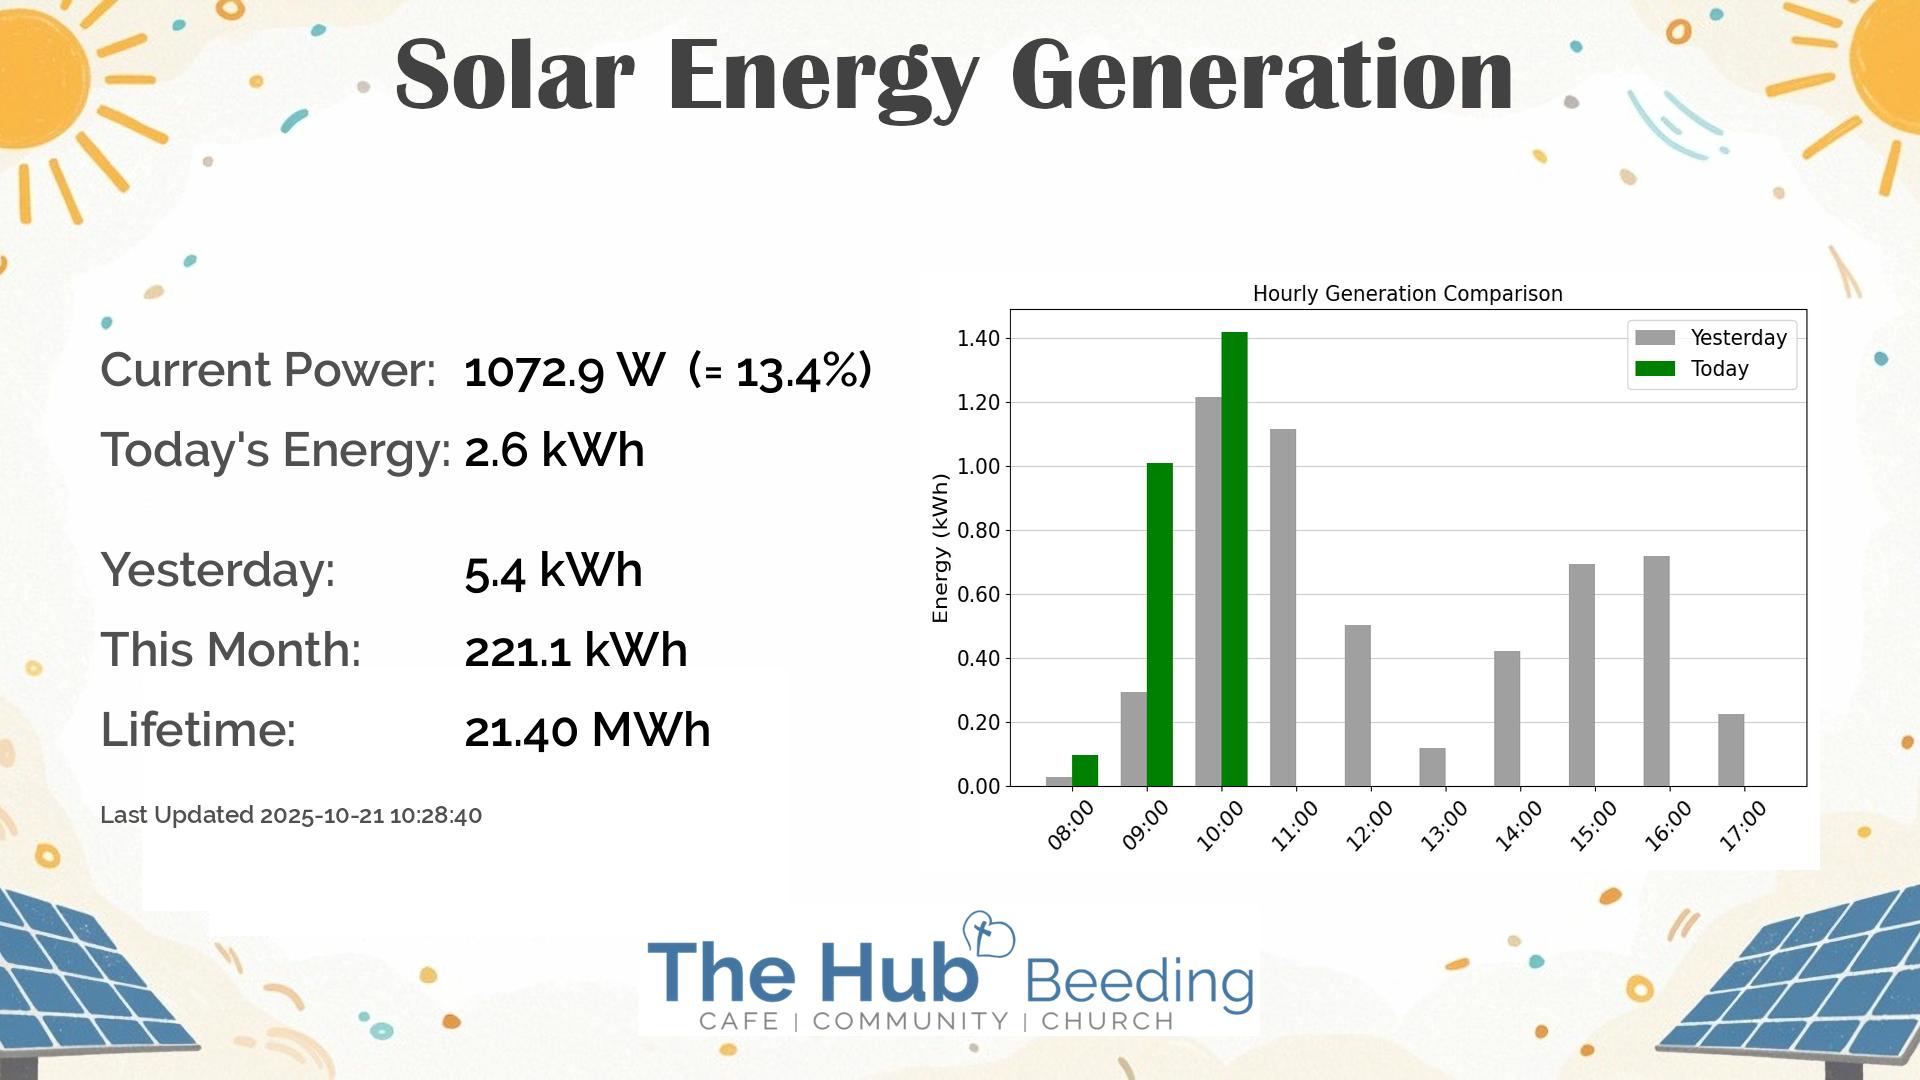 Solar Energy Generation
Current Power: 1072.9 W (= 13.4%)
Today's Energy: 2.6 kWh
Yesterday: 5.4 kWh
This Month: 221.1 kWh
Lifetime: 21.40 MWh
Last Updated 2025-10-21 10:28:40
Hourly Generation Comparison
Yesterday
Today
Energy (kWh)
1.40
1.20
1.00
0.80
0.60
0.40
0.20
0.00
08:00 09:00 10:00 11:00 12:00 13:00 14:00 15:00 16:00 17:00
The Hub Beeding
CAFE | COMMUNITY | CHURCH